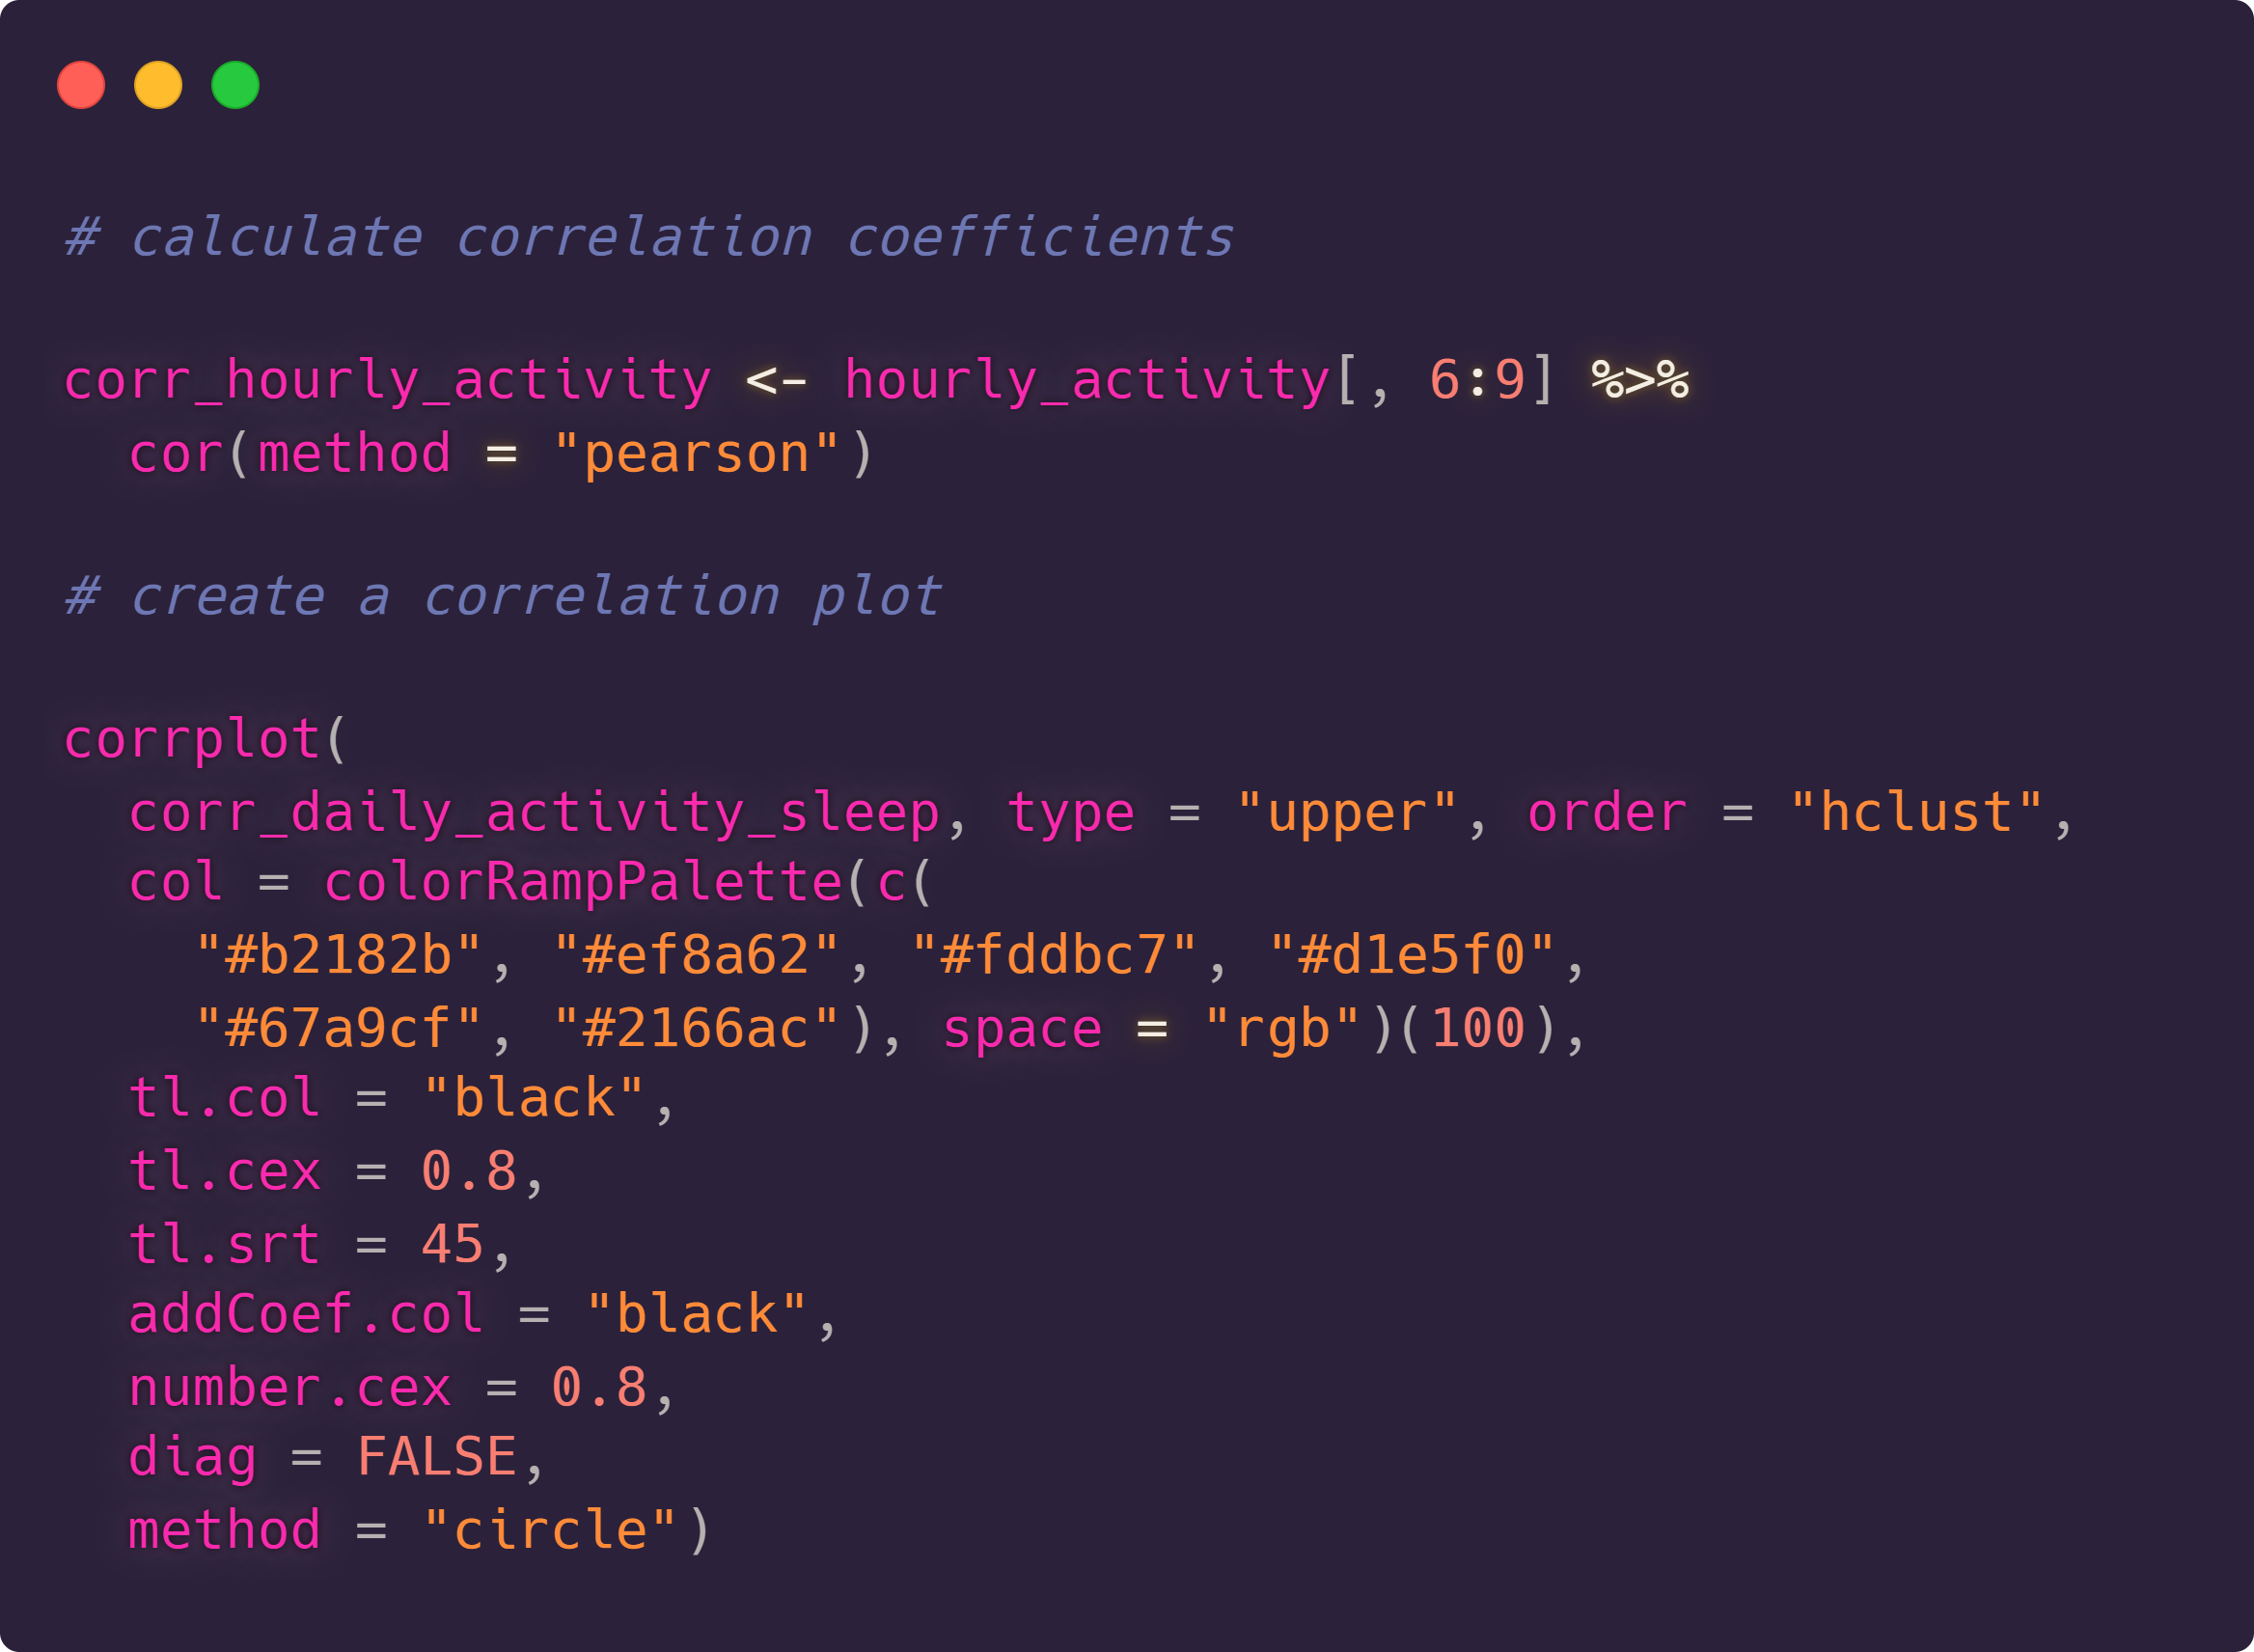 # calculate correlation coefficients
corr_hourly_activity <- hourly_activity[, 6:9] %>%
  cor(method = "pearson")
# create a correlation plot
corrplot(
  corr_daily_activity_sleep, type = "upper", order = "hclust",
  col = colorRampPalette(c(
    "#b2182b", "#ef8a62", "#fddbc7", "#d1e5f0",
    "#67a9cf", "#2166ac"), space = "rgb")(100),
  tl.col = "black",
  tl.cex = 0.8,
  tl.srt = 45,
  addCoef.col = "black",
  number.cex = 0.8,
  diag = FALSE,
  method = "circle")